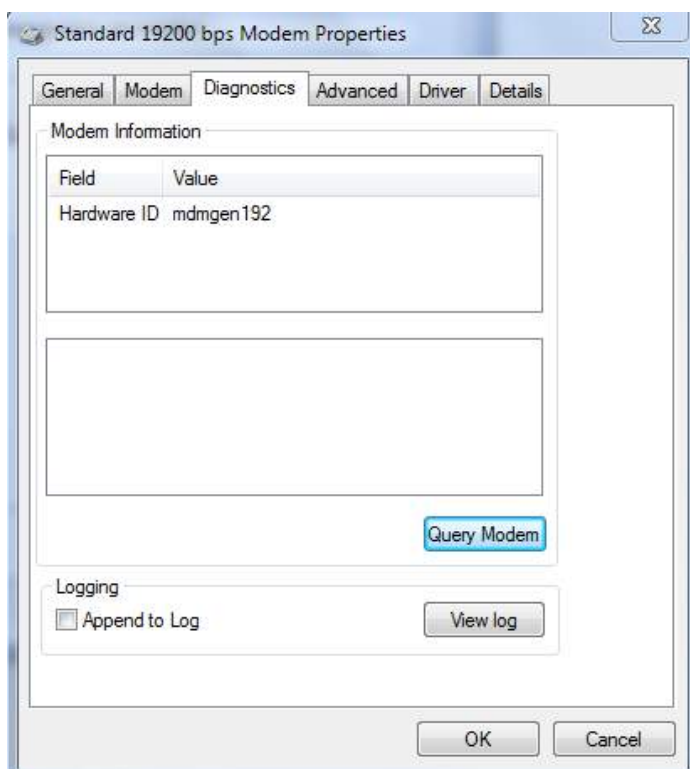 Standard 19200 bps Modem Properties
General Modem Diagnostics Advanced Driver Details
Modem Information
Field Value
Hardware ID mdmgen192
Query Modem
Logging
Append to Log View log
OK Cancel